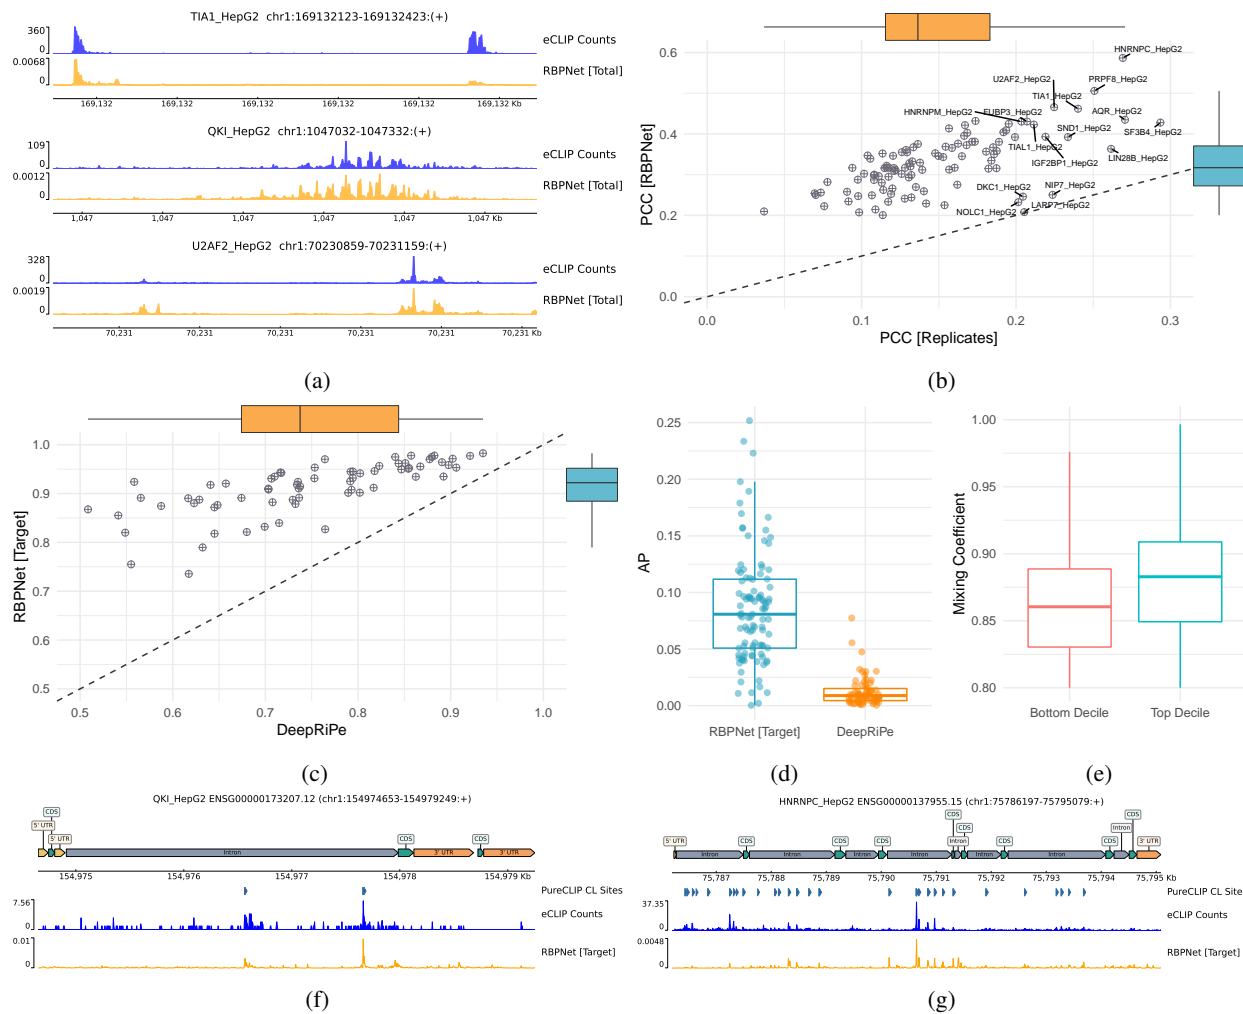 TIA1_HepG2 chr1:169132123-169132423:(+)
360
0
eCLIP Counts
0.0068
0
RBPNet [Total]
169,132 169,132 169,132 169,132 169,132 169,132 Kb
QKI_HepG2 chr1:1047032-1047332:(+)
109
0
eCLIP Counts
0.0012
0
RBPNet [Total]
1,047 1,047 1,047 1,047 1,047 1,047 Kb
U2AF2_HepG2 chr1:70230859-70231159:(+)
328
0
eCLIP Counts
0.0019
0
RBPNet [Total]
70,231 70,231 70,231 70,231 70,231 70,231 Kb
(a)
PCC [RBPNet]
0.6
0.4
0.2
0.0
HNRNPC_HepG2
U2AF2_HepG2
PRPF8_HepG2
TIA1_HepG2
HNRNPM_HepG2
FUBP3_HepG2
AQR_HepG2
SND1_HepG2
SF3B4_HepG2
TIAL1_HepG2
IGF2BP1_HepG2
LIN28B_HepG2
DKC1_HepG2
NIP7_HepG2
NOLC1_HepG2
LARP7_HepG2
0.0 0.1 0.2 0.3
PCC [Replicates]
(b)
RBPNet [Target]
1.0
0.9
0.8
0.7
0.6
0.5
0.5 0.6 0.7 0.8 0.9 1.0
DeepRiPe
(c)
AP
0.25
0.20
0.15
0.10
0.05
0.00
RBPNet [Target] DeepRiPe
(d)
Mixing Coefficient
1.00
0.95
0.90
0.85
0.80
Bottom Decile Top Decile
(e)
QKI_HepG2 ENSG00000173207.12 (chr1:154974653-154979249:+)
CDS
5' UTR
5' UTR
CDS
CDS
Intron
3' UTR
3' UTR
154,975 154,976 154,977 154,978 154,979 Kb
PureCLIP CL Sites
7.56
0
eCLIP Counts
0.01
0
RBPNet [Target]
(f)
HNRNPC_HepG2 ENSG00000137955.15 (chr1:75786197-75795079:+)
CDS
CDS
CDS
Intron
5' UTR
CDS
CDS
CDS
Intron
CDS
CDS
3' UTR
Intron
Intron
Intron
Intron
Intron
75,787 75,788 75,789 75,790 75,791 75,792 75,793 75,794 75,795 Kb
PureCLIP CL Sites
37.35
0
eCLIP Counts
0.0048
0
RBPNet [Target]
(g)